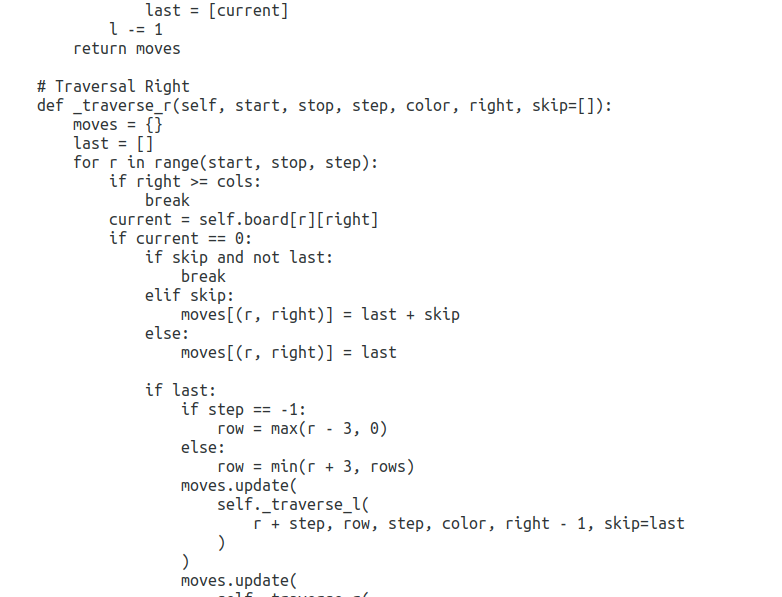 last = [current]
        l -= 1
    return moves

# Traversal Right
def _traverse_r(self, start, stop, step, color, right, skip=[]):
    moves = {}
    last = []
    for r in range(start, stop, step):
        if right >= cols:
            break
        current = self.board[r][right]
        if current == 0:
            if skip and not last:
                break
            elif skip:
                moves[(r, right)] = last + skip
            else:
                moves[(r, right)] = last

            if last:
                if step == -1:
                    row = max(r - 3, 0)
                else:
                    row = min(r + 3, rows)
                moves.update(
                    self._traverse_l(
                        r + step, row, step, color, right - 1, skip=last
                    )
                )
                moves.update(